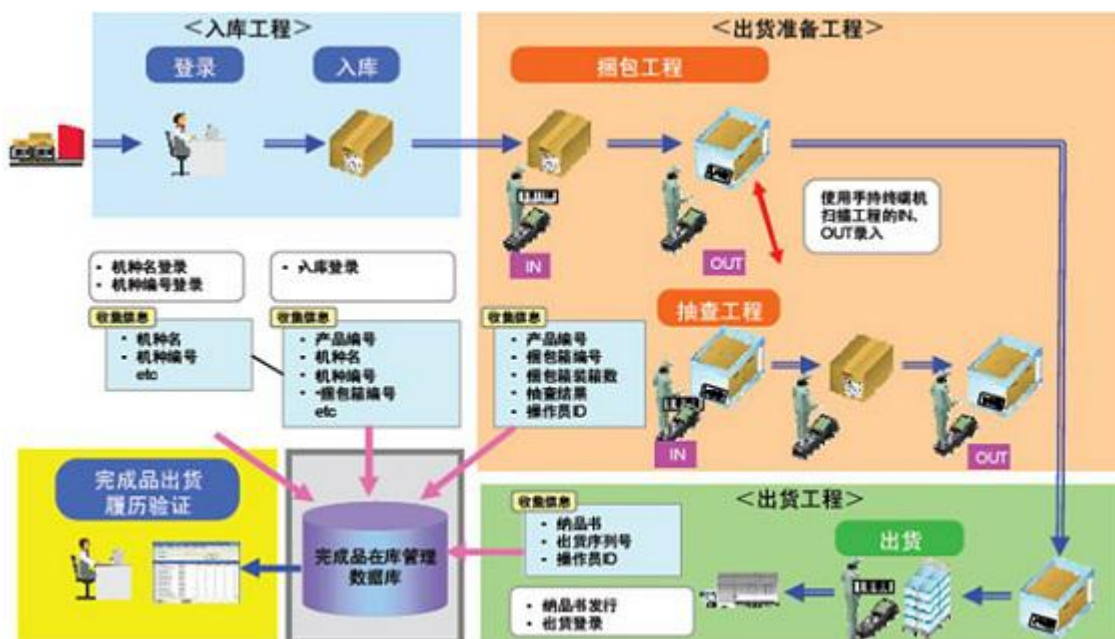 ＜入库工程＞
登录
入库
＜出货准备工程＞
捆包工程
使用手持终端机
扫描工程的IN、
OUT录入
IN
OUT
・机种名登录
・机种编号登录
・入库登录
收集信息
・机种名
・机种编号
etc
收集信息
・产品编号
・机种名
・机种编号
・捆包箱编号
etc
收集信息
・产品编号
・捆包箱编号
・捆包箱装箱数
・抽查结果
・操作员ID
抽查工程
IN
OUT
完成品出货
履历验证
完成品在库管理
数据库
＜出货工程＞
收集信息
・纳品书
・出货序列号
・操作员ID
出货
・纳品书发行
・出货登录